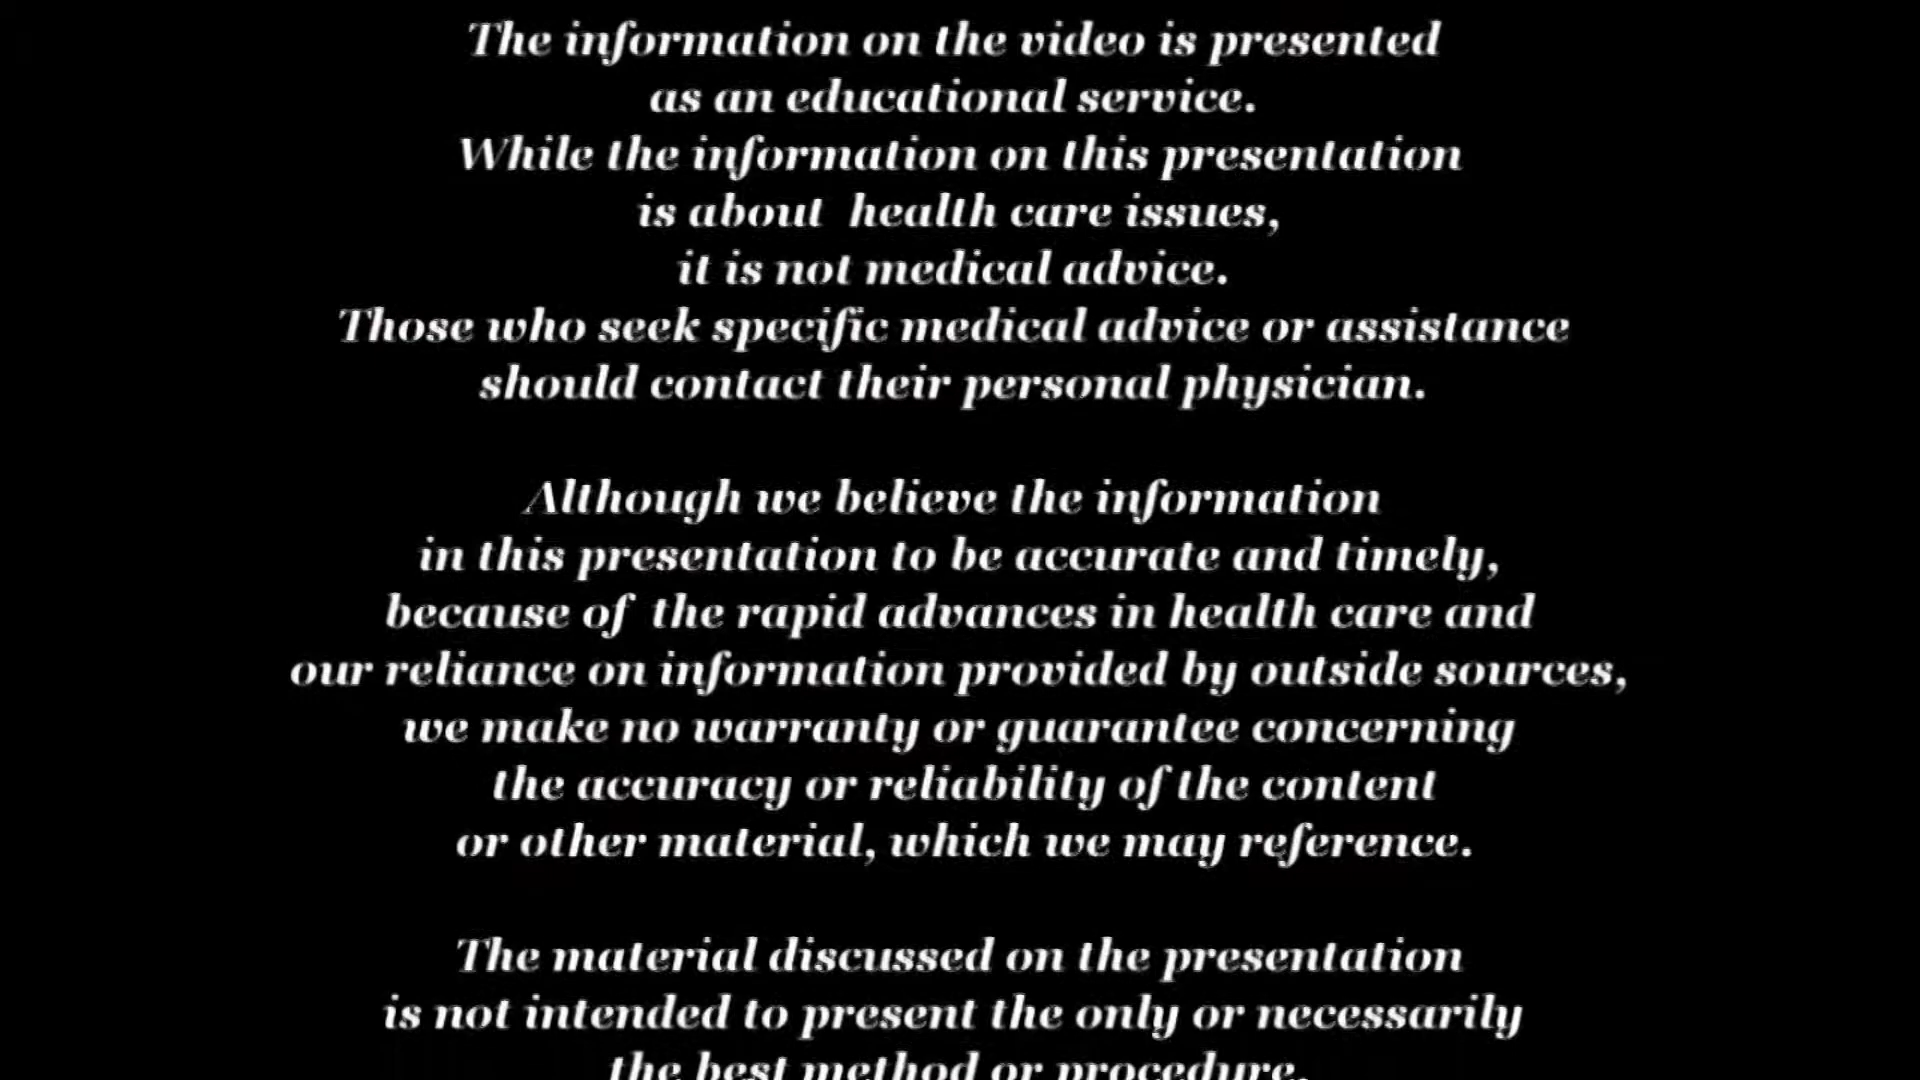 The information on the video is presented
as an educational service.
While the information on this presentation
is about health care issues,
it is not medical advice.
Those who seek specific medical advice or assistance
should contact their personal physician.
Although we believe the information
in this presentation to be accurate and timely,
because of the rapid advances in health care and
our reliance on information provided by outside sources,
we make no warranty or guarantee concerning
the accuracy or reliability of the content
or other material, which we may reference.
The material discussed on the presentation
is not intended to present the only or necessarily
the best method or procedure.